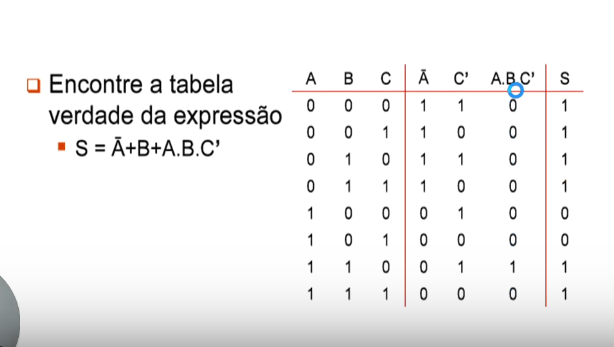 Encontre a tabela
verdade da expressão
S = Ā+B+A.B.C’
A B C Ā C’ A.B.C’ S
0 0 0 1 1 0 1
0 0 1 1 0 0 1
0 1 0 1 1 0 1
0 1 1 1 0 0 1
1 0 0 0 1 0 0
1 0 1 0 0 0 0
1 1 0 0 1 1 1
1 1 1 0 0 0 1